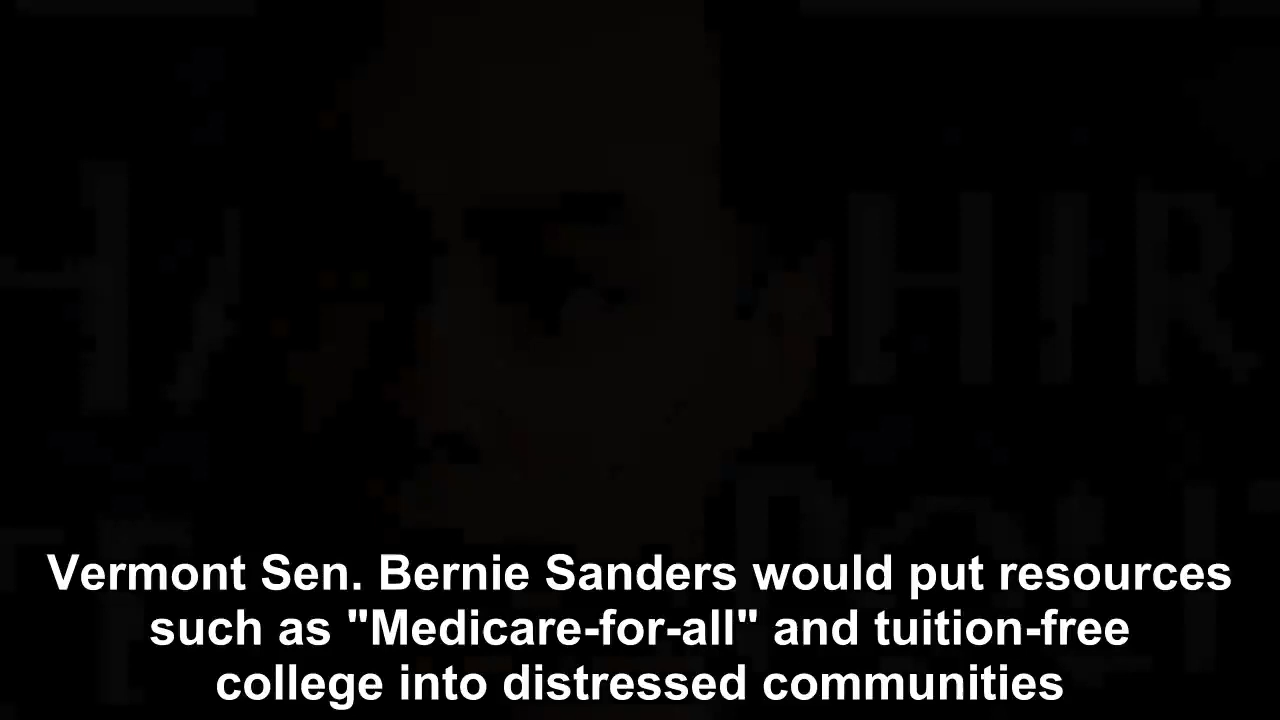 Vermont Sen. Bernie Sanders would put resources
such as "Medicare-for-all" and tuition-free
college into distressed communities